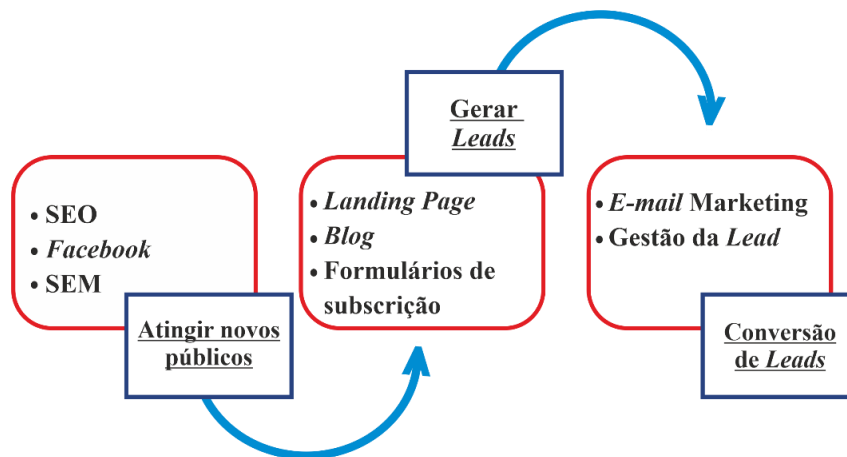 • SEO
• Facebook
• SEM
Atingir novos
públicos
Gerar
Leads
• Landing Page
• Blog
• Formulários de
subscrição
• E-mail Marketing
• Gestão da Lead
Conversão
de Leads